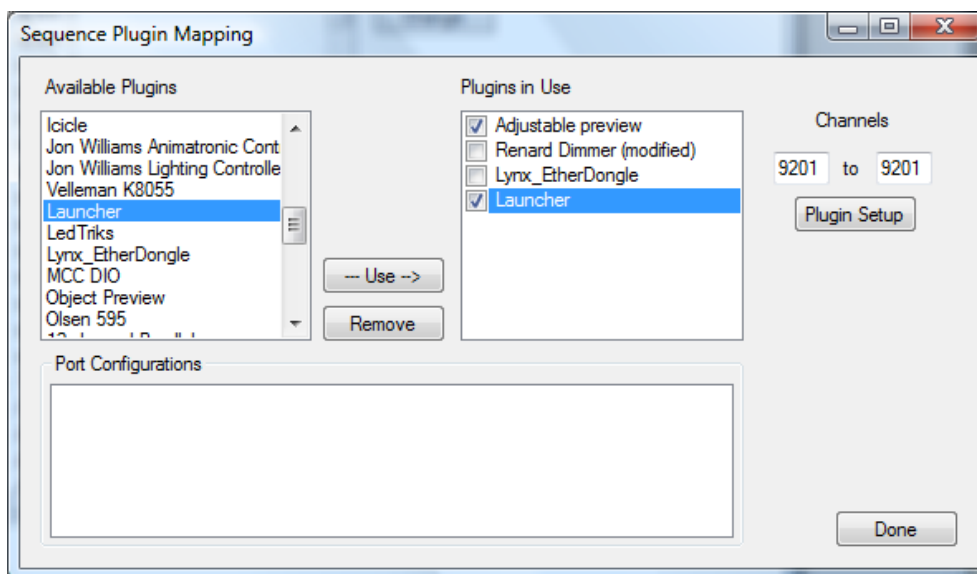 Sequence Plugin Mapping
Available Plugins
Icicle
Jon Williams Animatronic Cont
Jon Williams Lighting Controlle
Velleman K8055
Launcher
LedTriks
Lynx_EtherDongle
MCC DIO
Object Preview
Olsen 595
--- Use -->
Remove
Plugins in Use
Adjustable preview
Renard Dimmer (modified)
Lynx_EtherDongle
Launcher
Channels
9201 to 9201
Plugin Setup
Port Configurations
Done